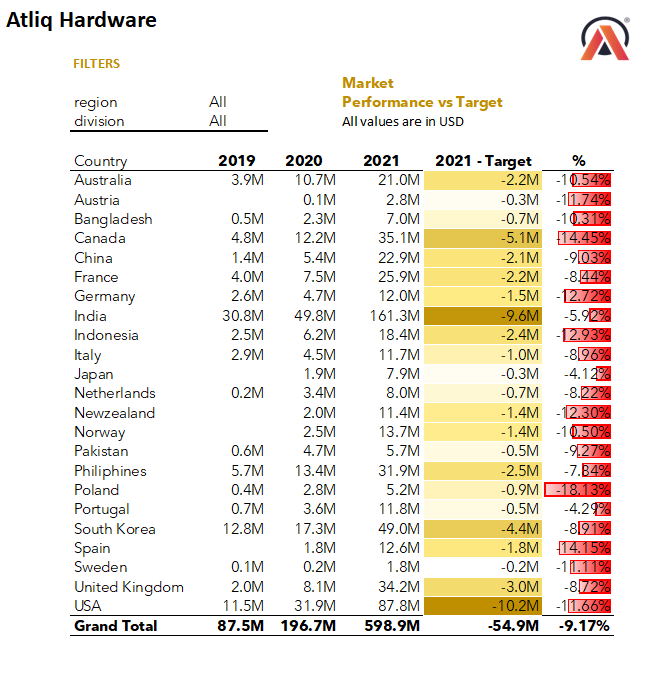 Atliq Hardware
®
FILTERS
Market
region All Performance vs Target
division All All values are in USD
Country 2019 2020 2021 2021 - Target %
Australia 3.9M 10.7M 21.0M -2.2M -10.54%
Austria 0.1M 2.8M -0.3M -11.74%
Bangladesh 0.5M 2.3M 7.0M -0.7M -10.31%
Canada 4.8M 12.2M 35.1M -5.1M -14.45%
China 1.4M 5.4M 22.9M -2.1M -9.03%
France 4.0M 7.5M 25.9M -2.2M -8.44%
Germany 2.6M 4.7M 12.0M -1.5M -12.72%
India 30.8M 49.8M 161.3M -9.6M -5.92%
Indonesia 2.5M 6.2M 18.4M -2.4M -12.93%
Italy 2.9M 4.5M 11.7M -1.0M -8.96%
Japan 1.9M 7.9M -0.3M -4.12%
Netherlands 0.2M 3.4M 8.0M -0.7M -8.22%
Newzealand 2.0M 11.4M -1.4M -12.30%
Norway 2.5M 13.7M -1.4M -10.50%
Pakistan 0.6M 4.7M 5.7M -0.5M -9.27%
Philiphines 5.7M 13.4M 31.9M -2.5M -7.84%
Poland 0.4M 2.8M 5.2M -0.9M -18.13%
Portugal 0.7M 3.6M 11.8M -0.5M -4.29%
South Korea 12.8M 17.3M 49.0M -4.4M -8.91%
Spain 1.8M 12.6M -1.8M -14.15%
Sweden 0.1M 0.2M 1.8M -0.2M -11.11%
United Kingdom 2.0M 8.1M 34.2M -3.0M -8.72%
USA 11.5M 31.9M 87.8M -10.2M -11.66%
Grand Total 87.5M 196.7M 598.9M -54.9M -9.17%